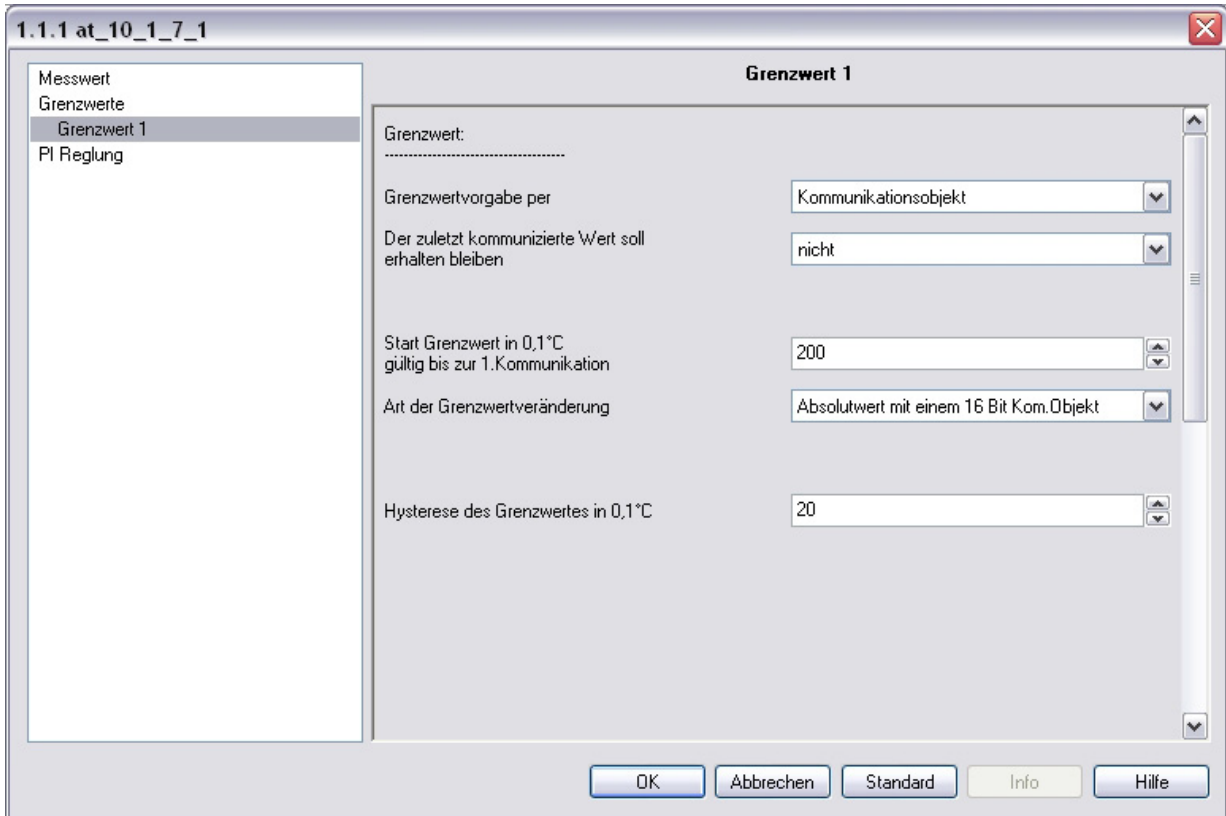 1.1.1 at_10_1_7_1
Messwert
Grenzwerte
Grenzwert 1
PI Reglung
Grenzwert 1
Grenzwert:
--------------------------------------
Grenzwertvorgabe per
Kommunikationsobjekt
Der zuletzt kommunizierte Wert soll
erhalten bleiben
nicht
Start Grenzwert in 0,1°C
gültig bis zur 1.Kommunikation
200
Art der Grenzwertveränderung
Absolutwert mit einem 16 Bit Kom.Objekt
Hysterese des Grenzwertes in 0,1°C
20
OK
Abbrechen
Standard
Info
Hilfe